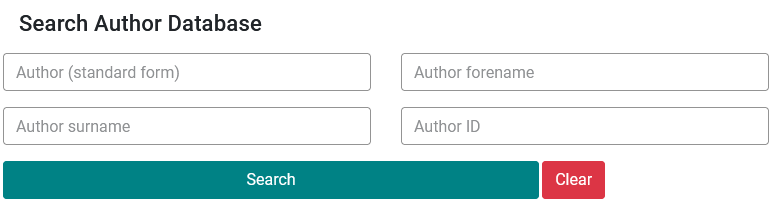 Search Author Database
Author (standard form)
Author forename
Author surname
Author ID
Search
Clear